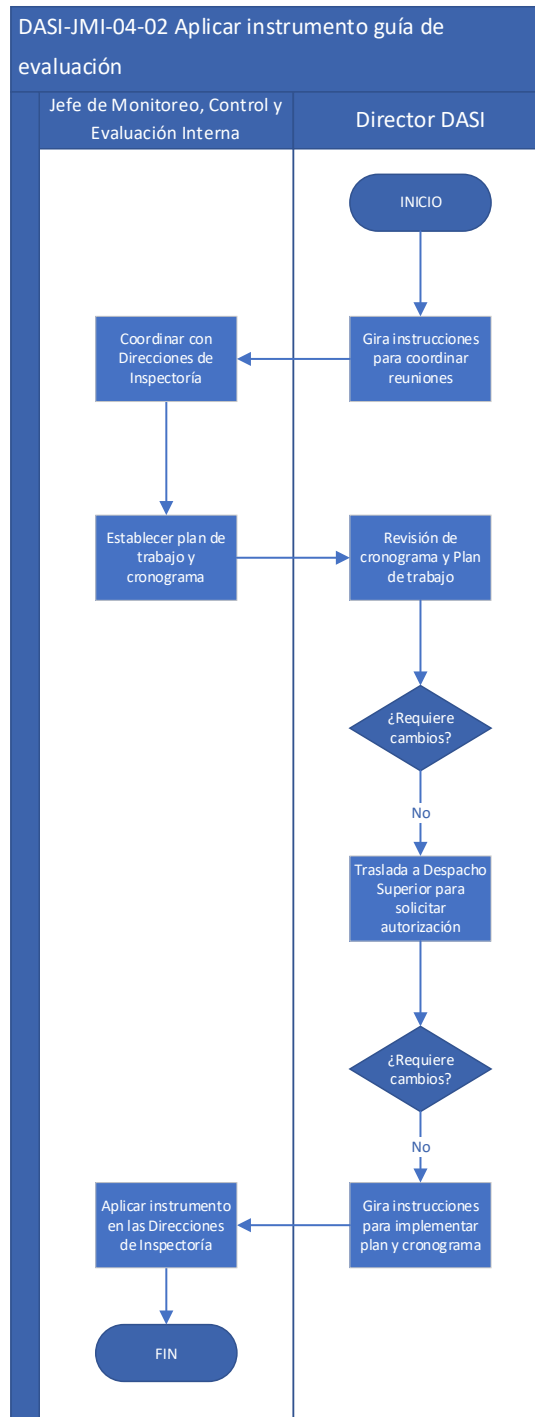 DASI-JMI-04-02 Aplicar instrumento guía de
evaluación
Jefe de Monitoreo, Control y
Evaluación Interna
Director DASI
INICIO
Coordinar con
Direcciones de
Inspectoría
Gira instrucciones
para coordinar
reuniones
Establecer plan de
trabajo y
cronograma
Revisión de
cronograma y Plan
de trabajo
¿Requiere
cambios?
No
Traslada a Despacho
Superior para
solicitar
autorización
¿Requiere
cambios?
No
Aplicar instrumento
en las Direcciones
de Inspectoría
Gira instrucciones
para implementar
plan y cronograma
FIN